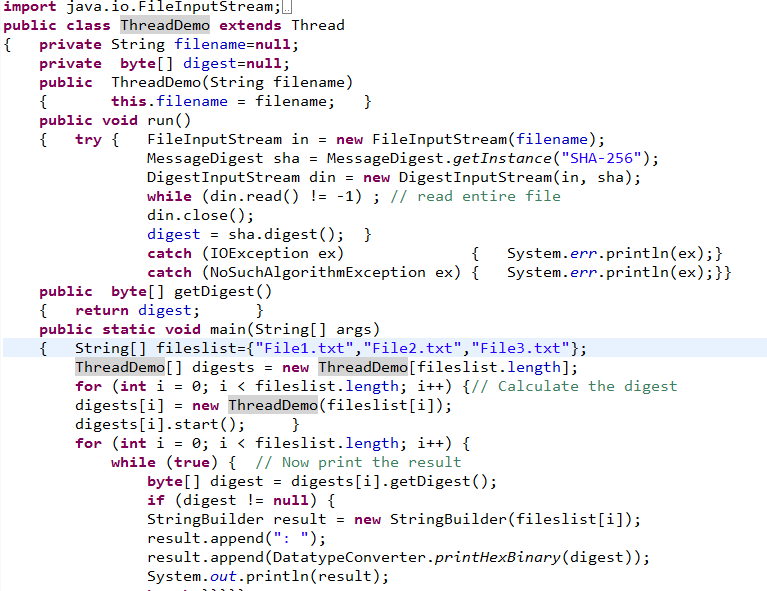 import java.io.FileInputStream;
public class ThreadDemo extends Thread
{ private String filename=null;
private byte[] digest=null;
public ThreadDemo(String filename)
{ this.filename = filename; }
public void run()
{ try { FileInputStream in = new FileInputStream(filename);
MessageDigest sha = MessageDigest.getInstance("SHA-256");
DigestInputStream din = new DigestInputStream(in, sha);
while (din.read() != -1) ; // read entire file
din.close();
digest = sha.digest(); }
catch (IOException ex) { System.err.println(ex);}
catch (NoSuchAlgorithmException ex) { System.err.println(ex);}}
public byte[] getDigest()
{ return digest; }
public static void main(String[] args)
{ String[] fileslist={"File1.txt","File2.txt","File3.txt"};
ThreadDemo[] digests = new ThreadDemo[fileslist.length];
for (int i = 0; i < fileslist.length; i++) {// Calculate the digest
digests[i] = new ThreadDemo(fileslist[i]);
digests[i].start(); }
for (int i = 0; i < fileslist.length; i++) {
while (true) { // Now print the result
byte[] digest = digests[i].getDigest();
if (digest != null) {
StringBuilder result = new StringBuilder(fileslist[i]);
result.append(": ");
result.append(DatatypeConverter.printHexBinary(digest));
System.out.println(result);